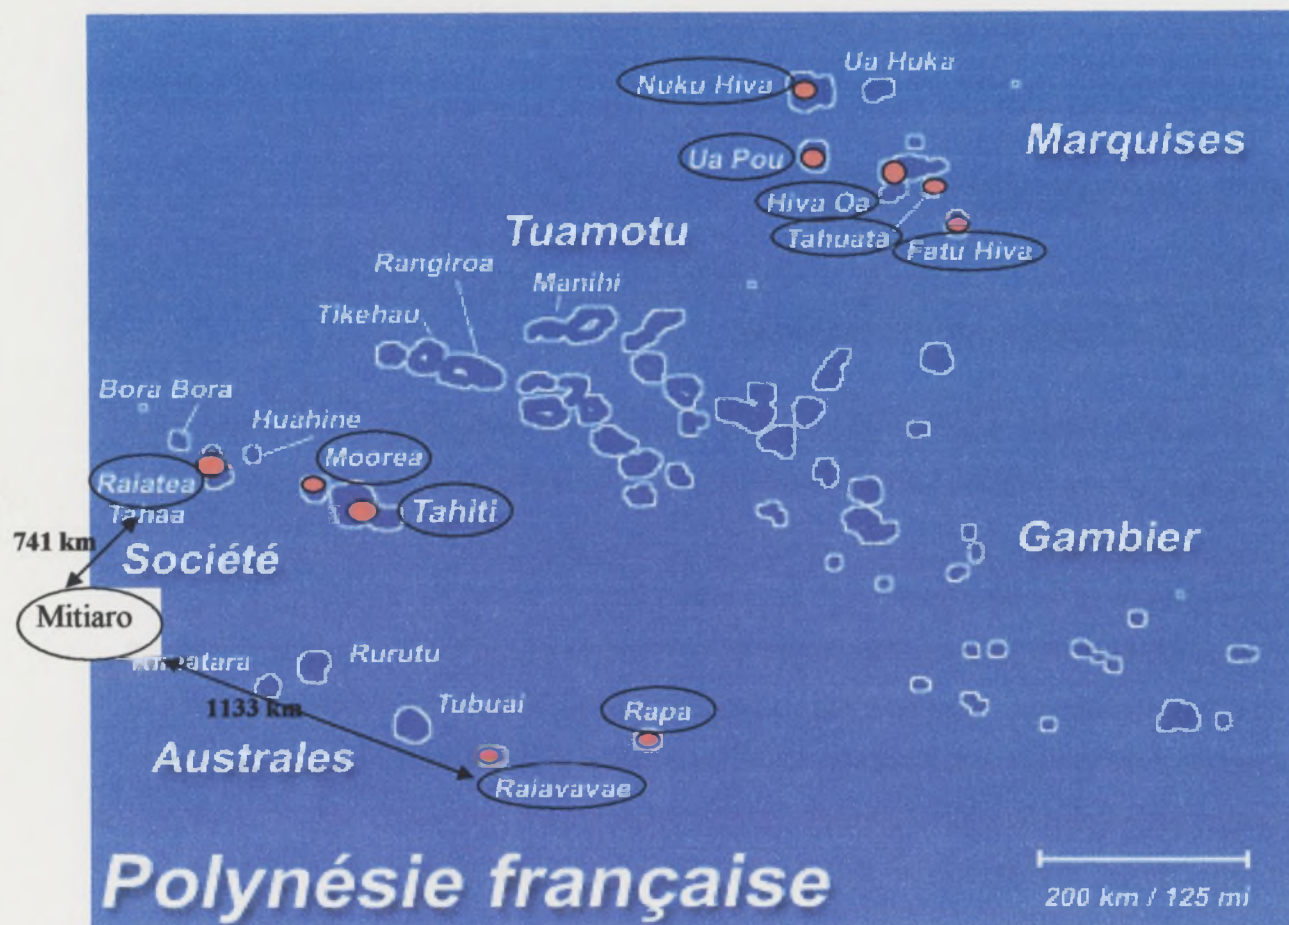 Nuku Hiva
Ua Huka
Marquises
Ua Pou
Hiva Oa
Tahuata
Fatu Hiva
Tuamotu
Rangiroa
Manihi
Tikehau
Bora Bora
Huahine
Moorea
Raiatea
Tahaa
Tahiti
741 km
Société
Gambier
Mitiaro
Rurutu
1133 km
Tubuai
Rapa
Australes
Raiavavae
Polynésie française
200 km / 125 mi